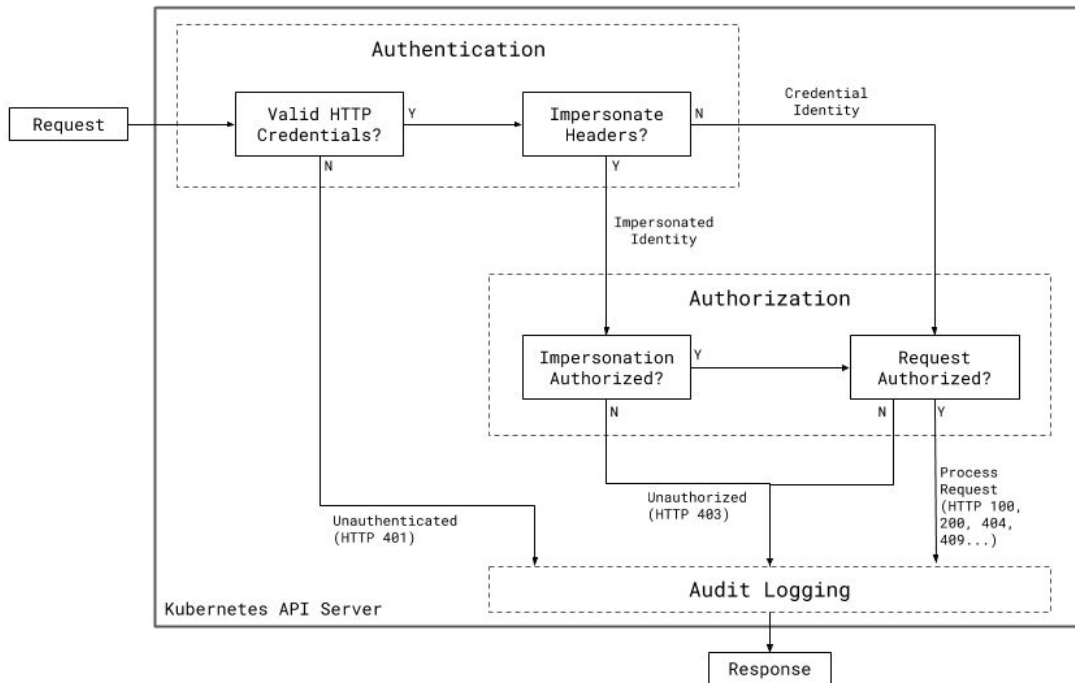 Authentication
Request
Valid HTTP
Credentials?
Y
N
Impersonate
Headers?
N
Y
Credential
Identity
Impersonated
Identity
Authorization
Impersonation
Authorized?
Y
N
Request
Authorized?
N
Y
Unauthenticated
(HTTP 401)
Unauthorized
(HTTP 403)
Process
Request
(HTTP 100,
200, 404,
409...)
Audit Logging
Kubernetes API Server
Response